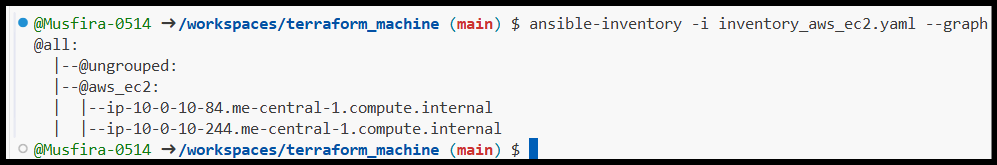 @Musfira-0514 ➜/workspaces/terraform_machine (main) $ ansible-inventory -i inventory_aws_ec2.yaml --graph
@all:
  |--@ungrouped:
  |--@aws_ec2:
  |  |--ip-10-0-10-84.me-central-1.compute.internal
  |  |--ip-10-0-10-244.me-central-1.compute.internal
@Musfira-0514 ➜/workspaces/terraform_machine (main) $